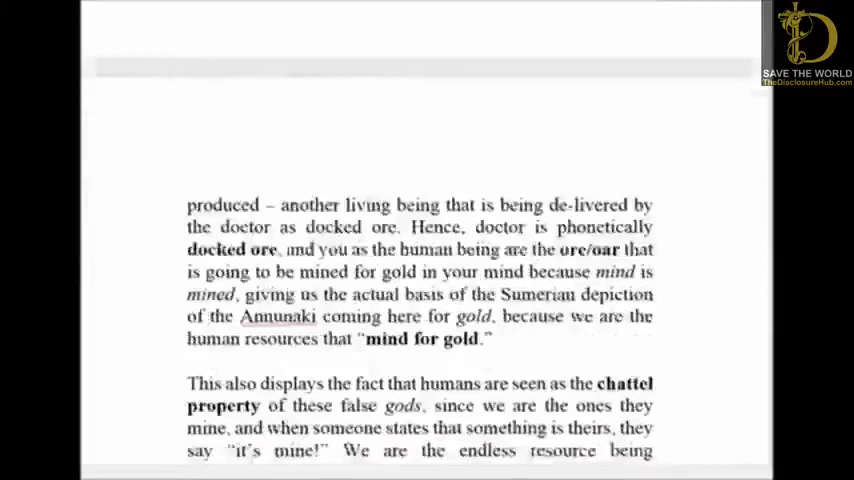 SAVE THE WORLD
TheDisclosureHub.com
produced – another living being that is being de-livered by
the doctor as docked ore. Hence, doctor is phonetically
docked ore, and you as the human being are the ore/oar that
is going to be mined for gold in your mind because mind is
mined, giving us the actual basis of the Sumerian depiction
of the Annunaki coming here for gold, because we are the
human resources that “mind for gold.”
This also displays the fact that humans are seen as the chattel
property of these false gods, since we are the ones they
mine, and when someone states that something is theirs, they
say “it’s mine!” We are the endless resource being